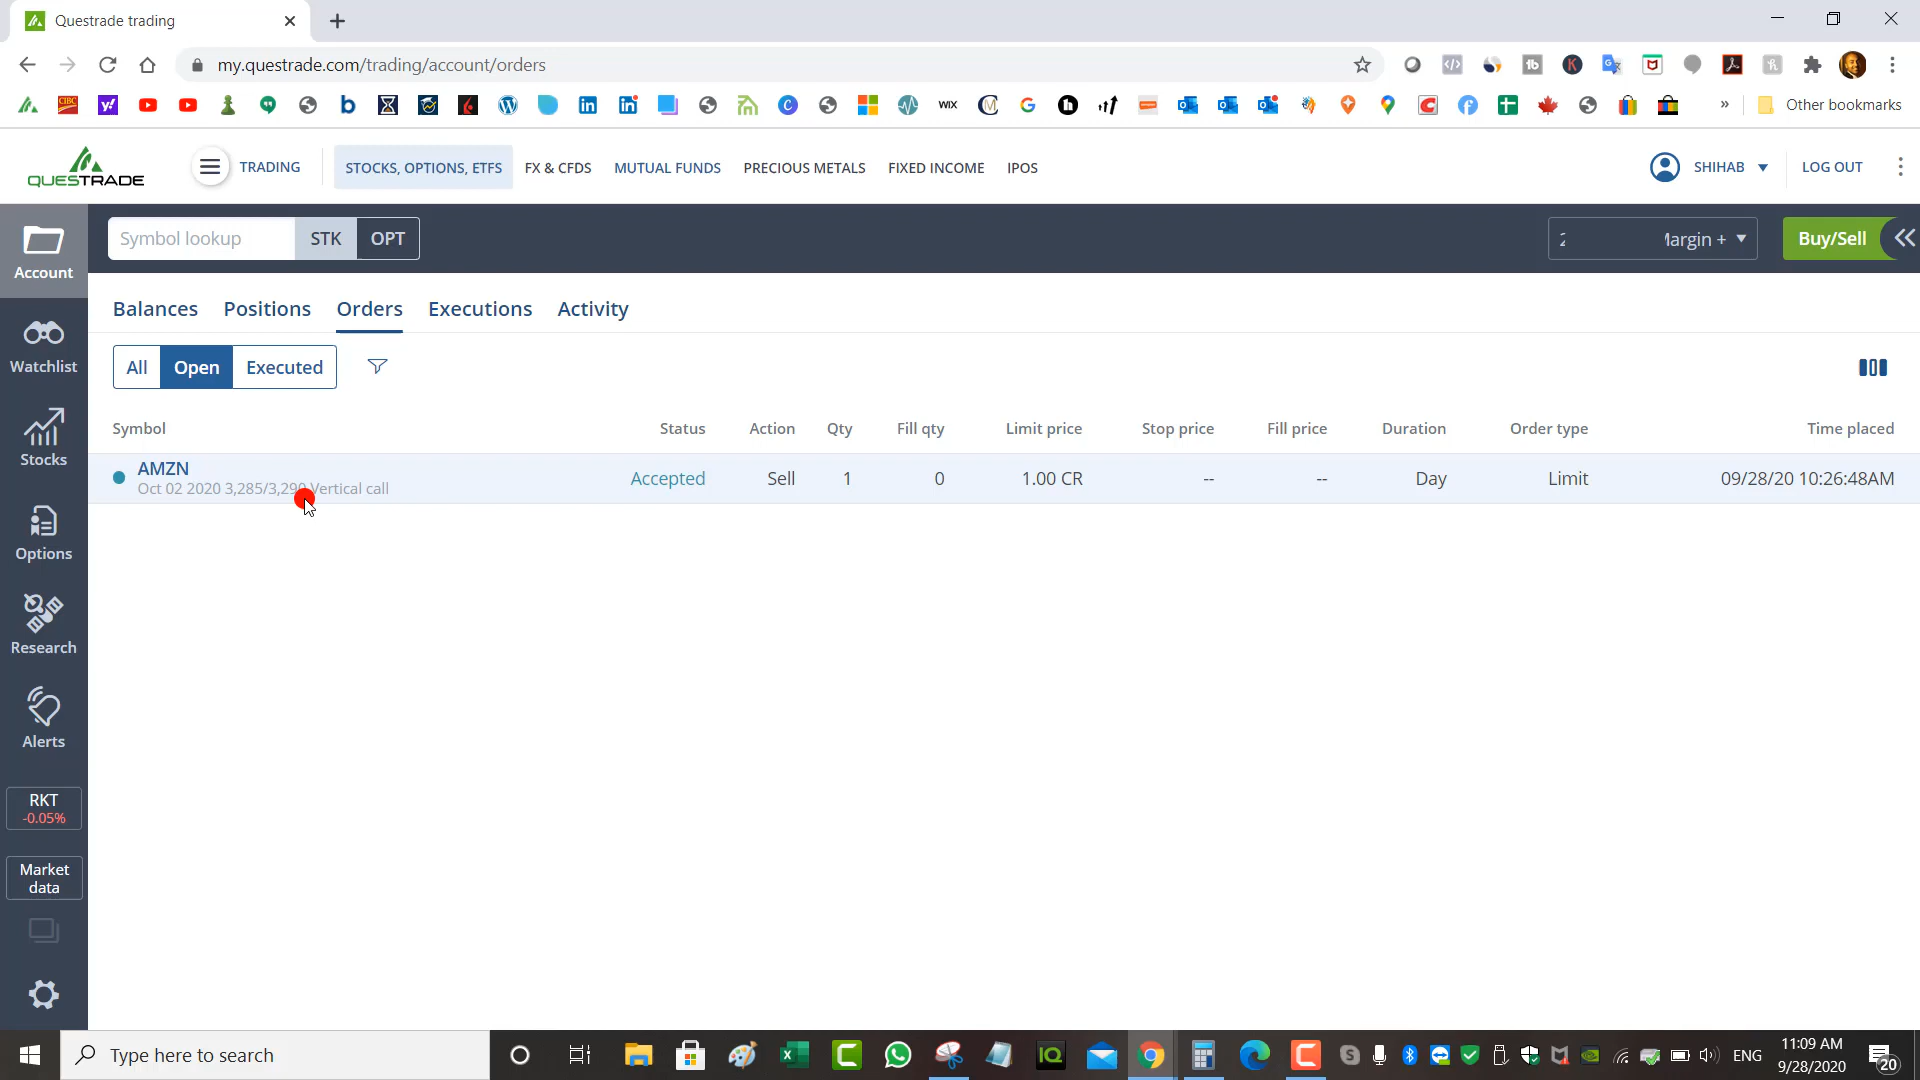 Questrade trading
my.questrade.com/trading/account/orders
CIBC
WIX
» Other bookmarks
QUESTRADE
TRADING
STOCKS, OPTIONS, ETFS FX & CFDS MUTUAL FUNDS PRECIOUS METALS FIXED INCOME IPOS
SHIHAB LOG OUT
Symbol lookup STK OPT
Margin + Buy/Sell
Account
Watchlist
Stocks
Options
Research
Alerts
RKT
-0.05%
Market
data
Balances Positions Orders Executions Activity
All Open Executed
Symbol Status Action Qty Fill qty Limit price Stop price Fill price Duration Order type Time placed
AMZN Accepted Sell 1 0 1.00 CR -- -- Day Limit 09/28/20 10:26:48AM
Oct 02 2020 3,285/3,290 Vertical call
Type here to search
ENG
11:09 AM
9/28/2020
20